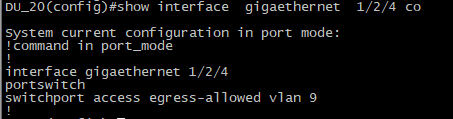 DU_20(config)#show interface  gigaethernet  1/2/4 co
System current configuration in port mode:
!command in port_mode
!
interface gigaethernet 1/2/4
portswitch
switchport access egress-allowed vlan 9
!